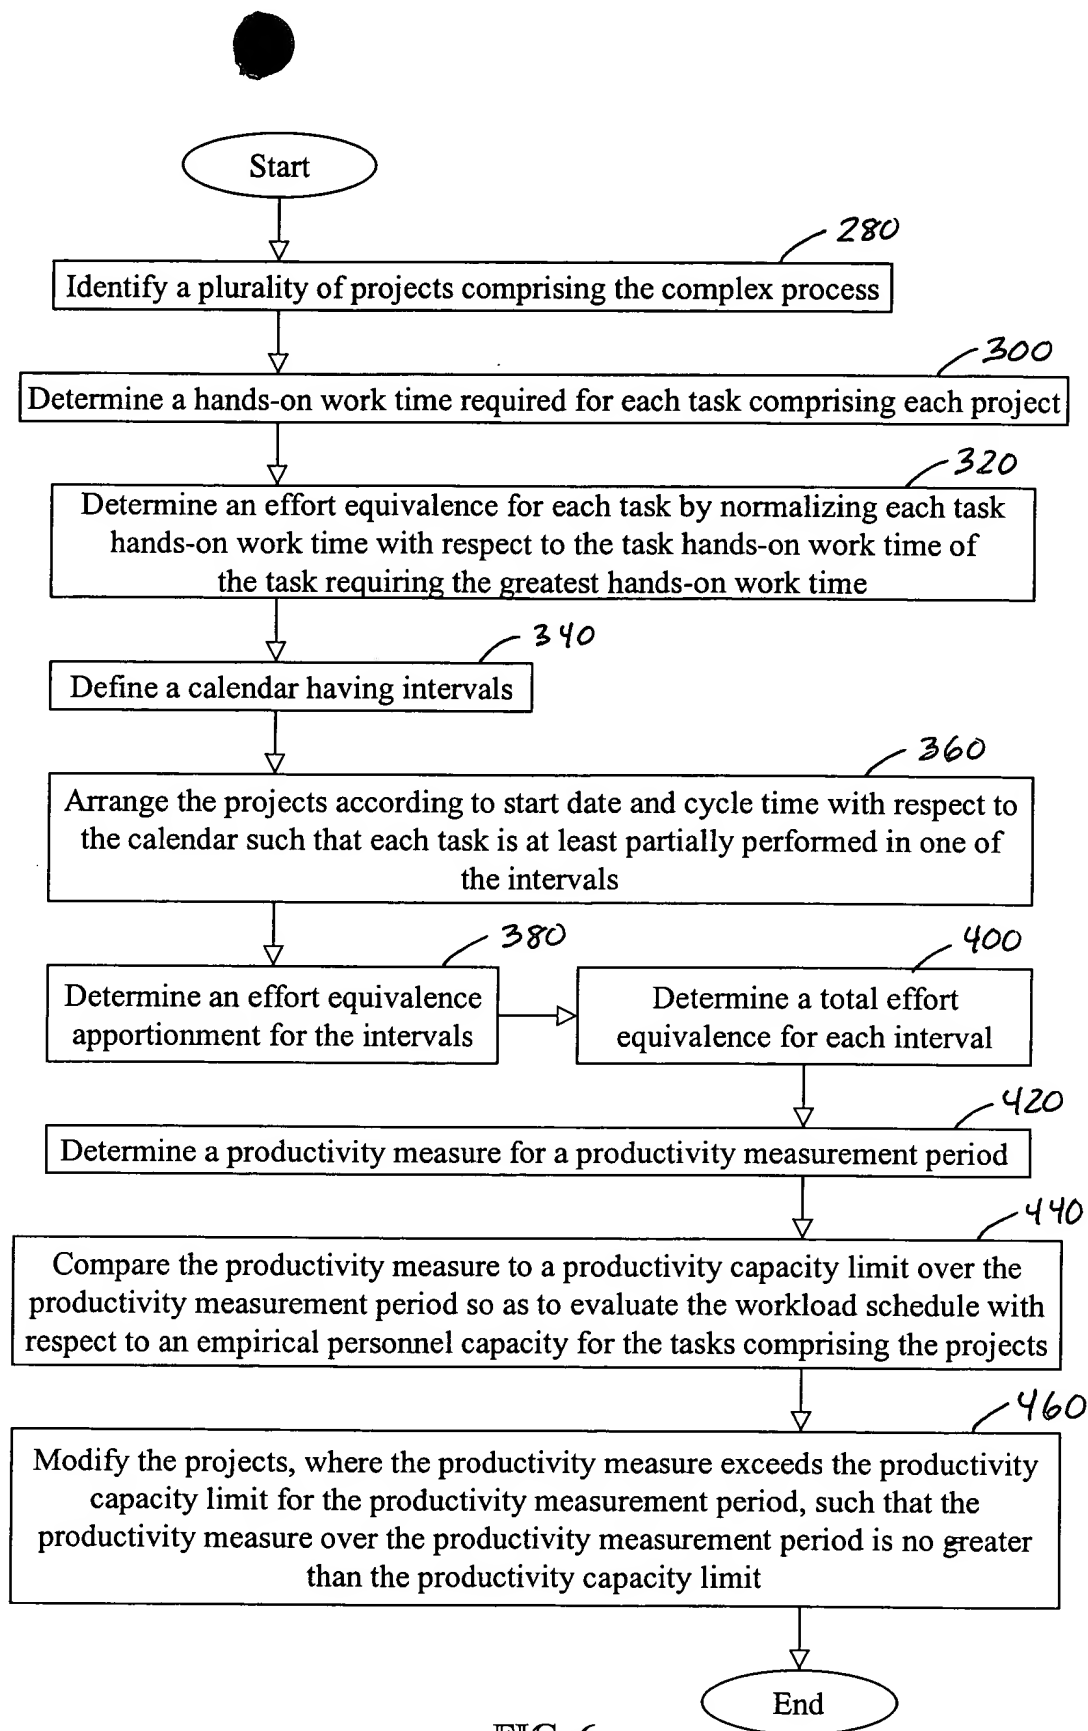 Start
280
Identify a plurality of projects comprising the complex process
300
Determine a hands-on work time required for each task comprising each project
320
Determine an effort equivalence for each task by normalizing each task
hands-on work time with respect to the task hands-on work time of
the task requiring the greatest hands-on work time
340
Define a calendar having intervals
360
Arrange the projects according to start date and cycle time with respect to
the calendar such that each task is at least partially performed in one of
the intervals
380
400
Determine an effort equivalence
apportionment for the intervals
Determine a total effort
equivalence for each interval
420
Determine a productivity measure for a productivity measurement period
440
Compare the productivity measure to a productivity capacity limit over the
productivity measurement period so as to evaluate the workload schedule with
respect to an empirical personnel capacity for the tasks comprising the projects
460
Modify the projects, where the productivity measure exceeds the productivity
capacity limit for the productivity measurement period, such that the
productivity measure over the productivity measurement period is no greater
than the productivity capacity limit
End
FIG. 6